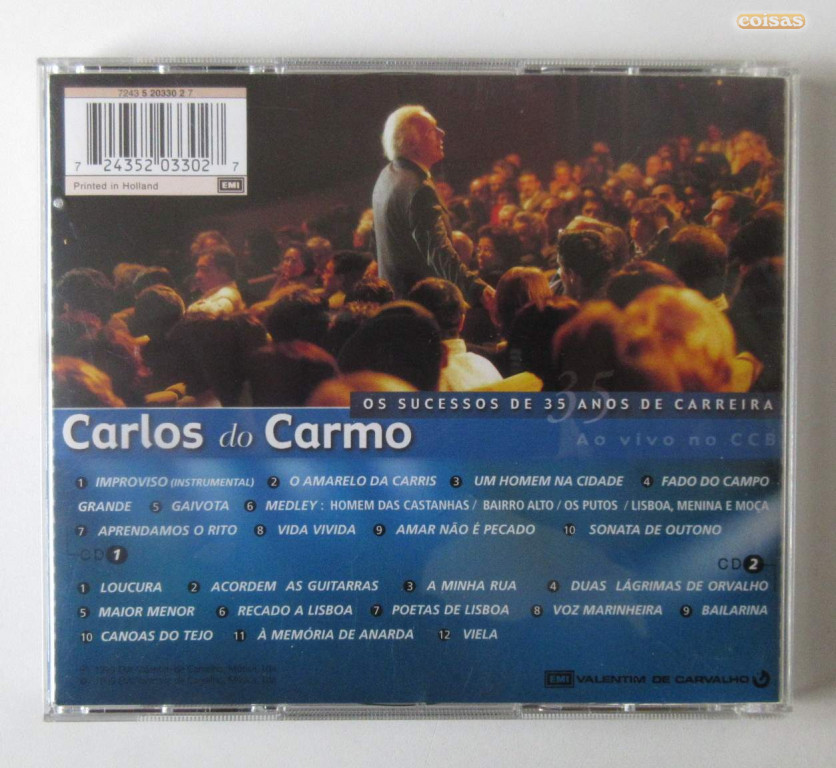 coisas
7243 5 20330 2 7
7 24352 03302 7
Printed in Holland EMI
OS SUCESSOS DE 35 ANOS DE CARREIRA
35
Carlos do Carmo
Ao vivo no CCB
1 IMPROVISO (INSTRUMENTAL) 2 O AMARELO DA CARRIS 3 UM HOMEM NA CIDADE 4 FADO DO CAMPO
GRANDE 5 GAIVOTA 6 MEDLEY : HOMEM DAS CASTANHAS / BAIRRO ALTO / OS PUTOS / LISBOA, MENINA E MOÇA
7 APRENDAMOS O RITO 8 VIDA VIVIDA 9 AMAR NÃO É PECADO 10 SONATA DE OUTONO
CD 1
CD 2
1 LOUCURA 2 ACORDEM AS GUITARRAS 3 A MINHA RUA 4 DUAS LÁGRIMAS DE ORVALHO
5 MAIOR MENOR 6 RECADO A LISBOA 7 POETAS DE LISBOA 8 VOZ MARINHEIRA 9 BAILARINA
10 CANOAS DO TEJO 11 À MEMÓRIA DE ANARDA 12 VIELA
EMI VALENTIM DE CARVALHO